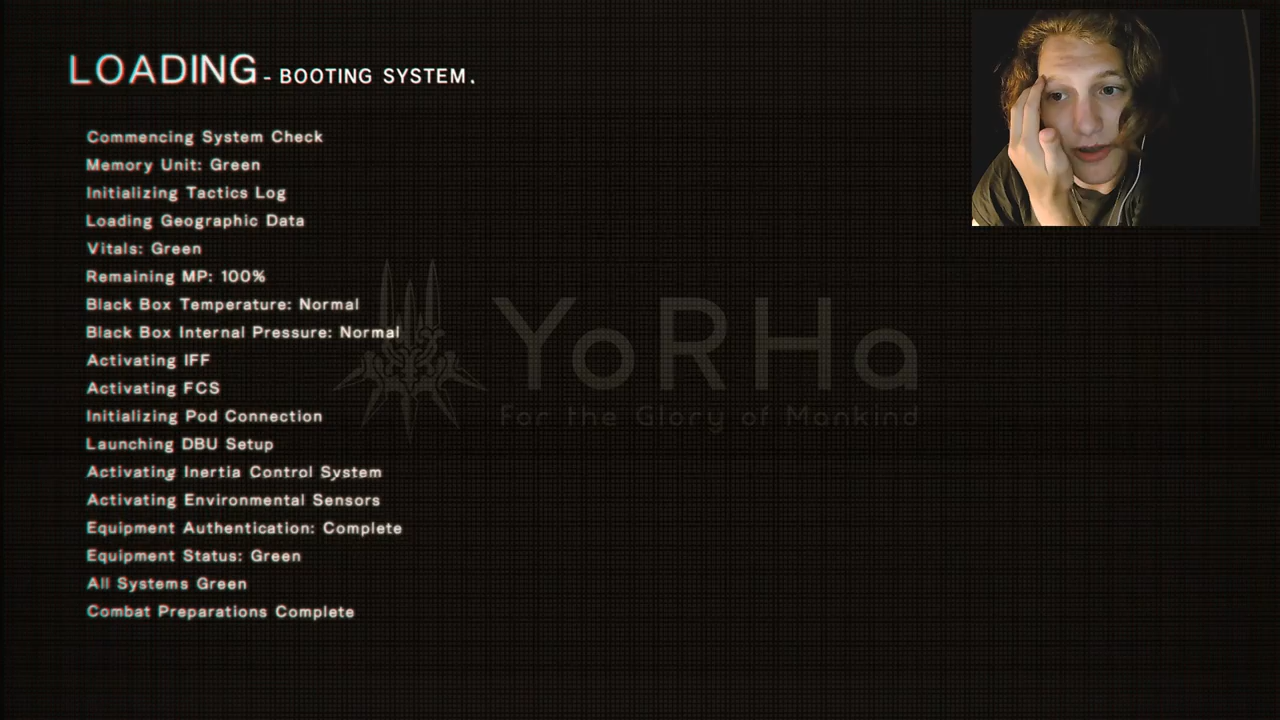 LOADING - BOOTING SYSTEM.
Commencing System Check
Memory Unit: Green
Initializing Tactics Log
Loading Geographic Data
Vitals: Green
Remaining MP: 100%
Black Box Temperature: Normal
Black Box Internal Pressure: Normal
Activating IFF
Activating FCS
Initializing Pod Connection
Launching DBU Setup
Activating Inertia Control System
Activating Environmental Sensors
Equipment Authentication: Complete
Equipment Status: Green
All Systems Green
Combat Preparations Complete
YoRHa
For the Glory of Mankind